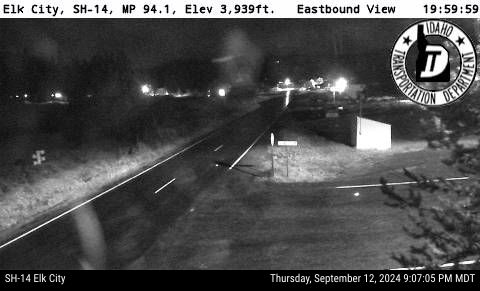 Elk City, SH-14, MP 94.1, Elev 3,939ft. Eastbound View 19:59:59
IDAHO
TRANSPORTATION DEPARTMENT
SH-14 Elk City Thursday, September 12, 2024 9:07:05 PM MDT